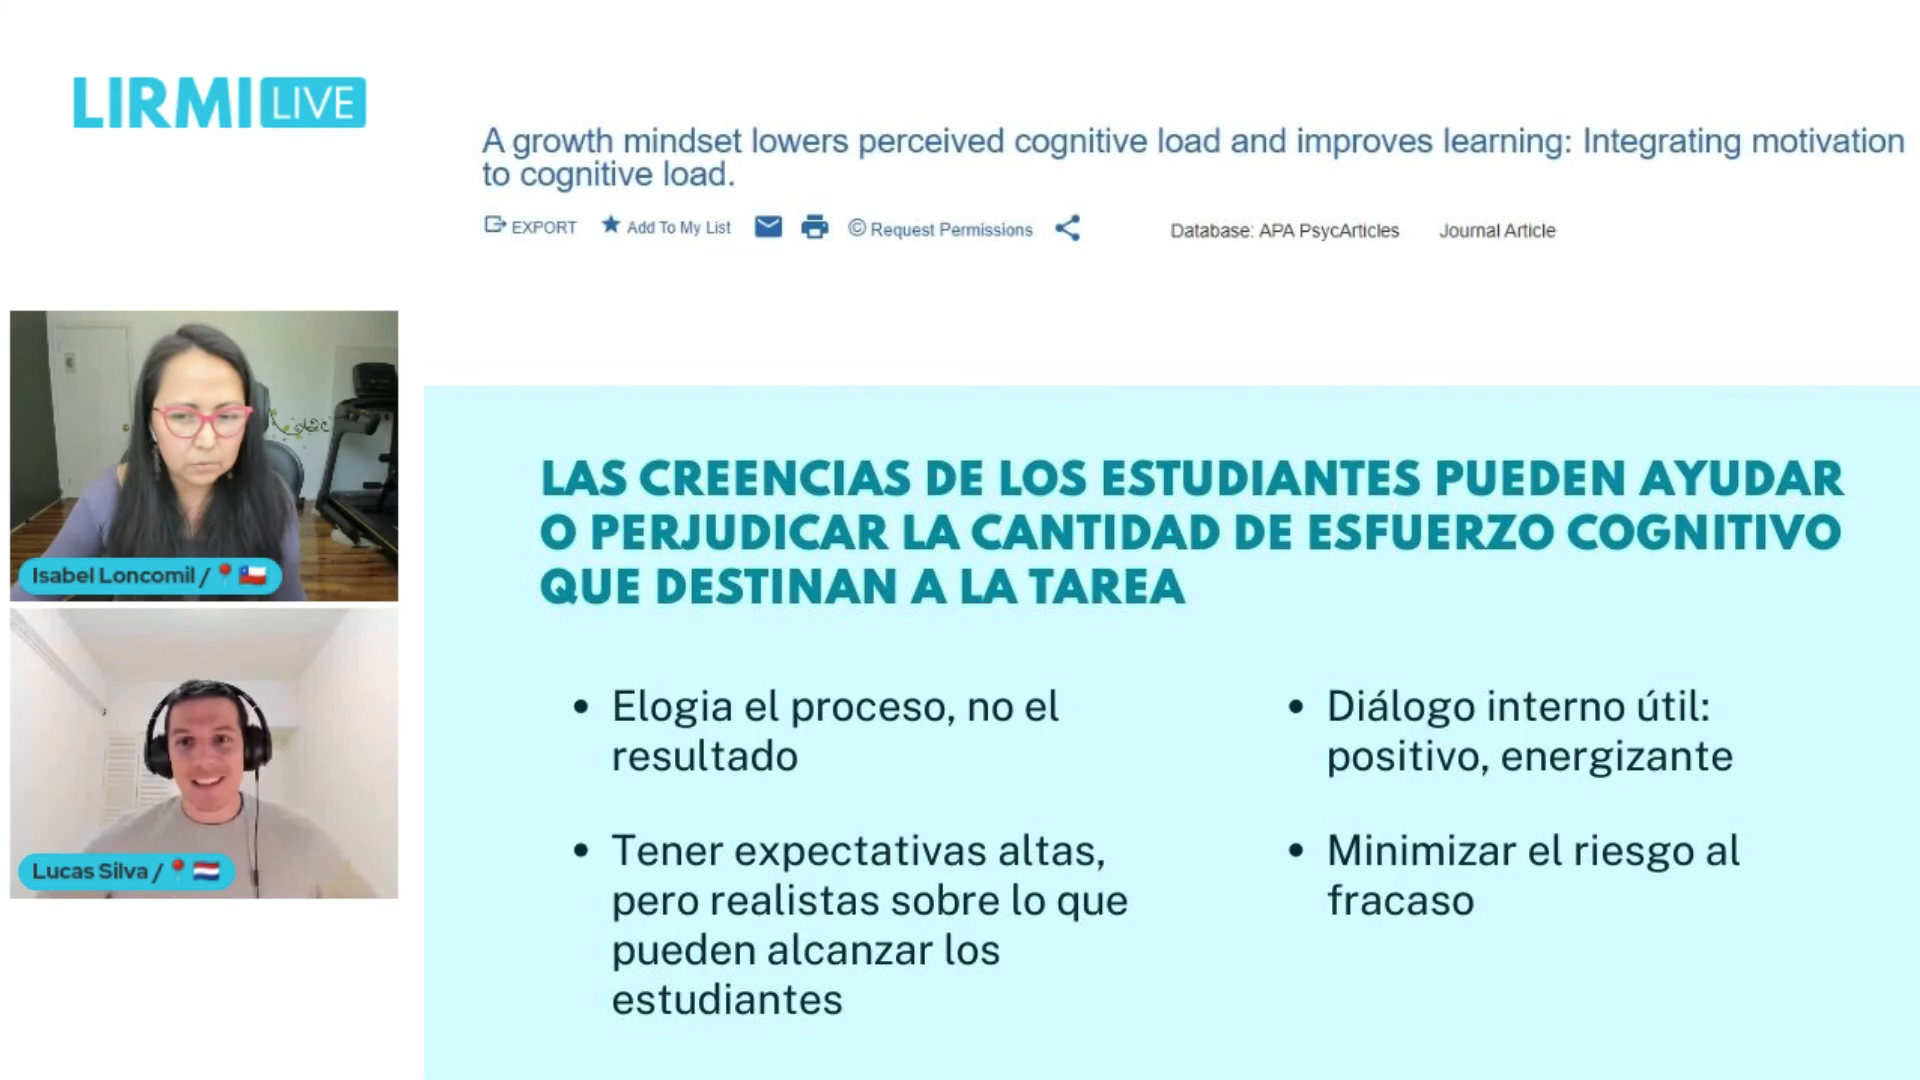 LIRMI LIVE
A growth mindset lowers perceived cognitive load and improves learning: Integrating motivation
to cognitive load.
EXPORT Add To My List © Request Permissions Database: APA PsycArticles Journal Article
Isabel Loncomil /
Lucas Silva /
LAS CREENCIAS DE LOS ESTUDIANTES PUEDEN AYUDAR
O PERJUDICAR LA CANTIDAD DE ESFUERZO COGNITIVO
QUE DESTINAN A LA TAREA
• Elogia el proceso, no el
resultado
• Tener expectativas altas,
pero realistas sobre lo que
pueden alcanzar los
estudiantes
• Diálogo interno útil:
positivo, energizante
• Minimizar el riesgo al
fracaso